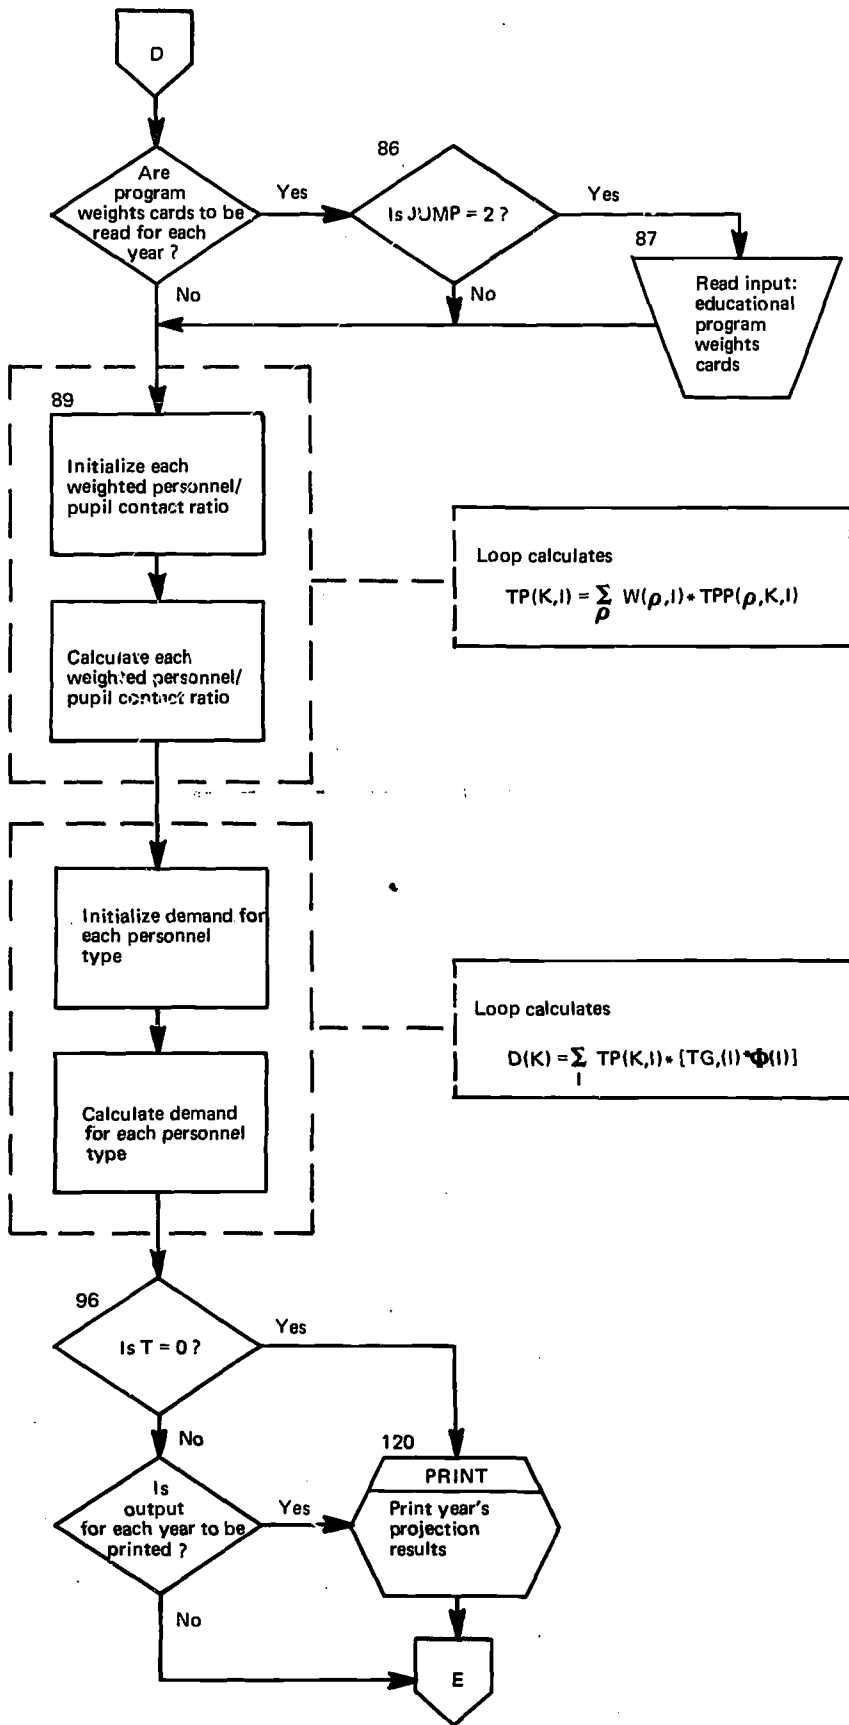 D
Are
program
weights cards to be
read for each
year ?
Yes
86
Is JUMP = 2 ?
Yes
87
Read input:
educational
program
weights
cards
No
No
89
Initialize each
weighted personnel/
pupil contact ratio
Loop calculates
TP(K,I) = Σ W(ρ,I) * TPP(ρ,K,I)
ρ
Calculate each
weighted personnel/
pupil contact ratio
Initialize demand for
each personnel
type
Loop calculates
D(K) = Σ TP(K,I) * [TG,(I) * Φ(I)]
I
Calculate demand
for each personnel
type
96
Is T = 0 ?
Yes
No
120
PRINT
Print year's
projection
results
Is
output
for each year to be
printed ?
Yes
No
E